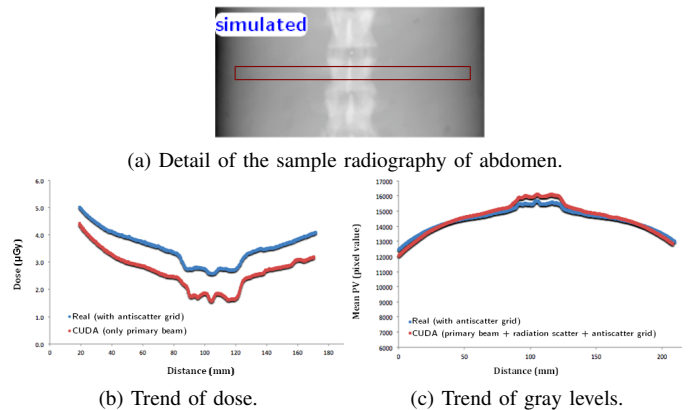 simulated
(a) Detail of the sample radiography of abdomen.
6.0
5.0
4.0
3.0
2.0
1.0
0.0
Dose (μGy)
Real (with antiscatter grid)
CUDA (only primary beam)
0 20 40 60 80 100 120 140 160 180
Distance (mm)
(b) Trend of dose.
17000
16000
15000
14000
13000
12000
11000
10000
9000
8000
7000
6000
Mean PV (pixel value)
Real (with antiscatter grid)
CUDA (primary beam + radiation scatter + antiscatter grid)
0 50 100 150 200
Distance (mm)
(c) Trend of gray levels.